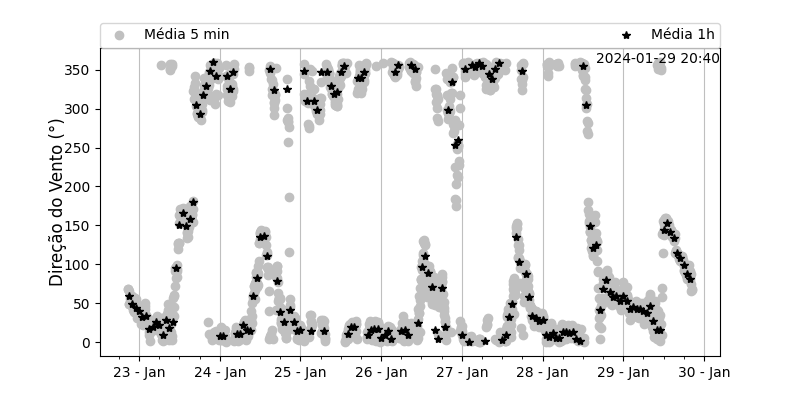 Média 5 min
Média 1h
2024-01-29 20:40
Direção do Vento (°)
350
300
250
200
150
100
50
0
23 - Jan
24 - Jan
25 - Jan
26 - Jan
27 - Jan
28 - Jan
29 - Jan
30 - Jan